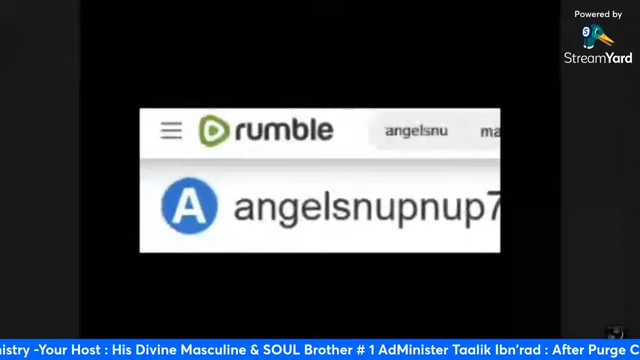 Powered by
StreamYard
rumble
angelsnu
ma
A
angelsnupnup7
nistry -Your Host : His Divine Masculine & SOUL Brother # 1 AdMinister Taalik Ibn'rad : After Purge C